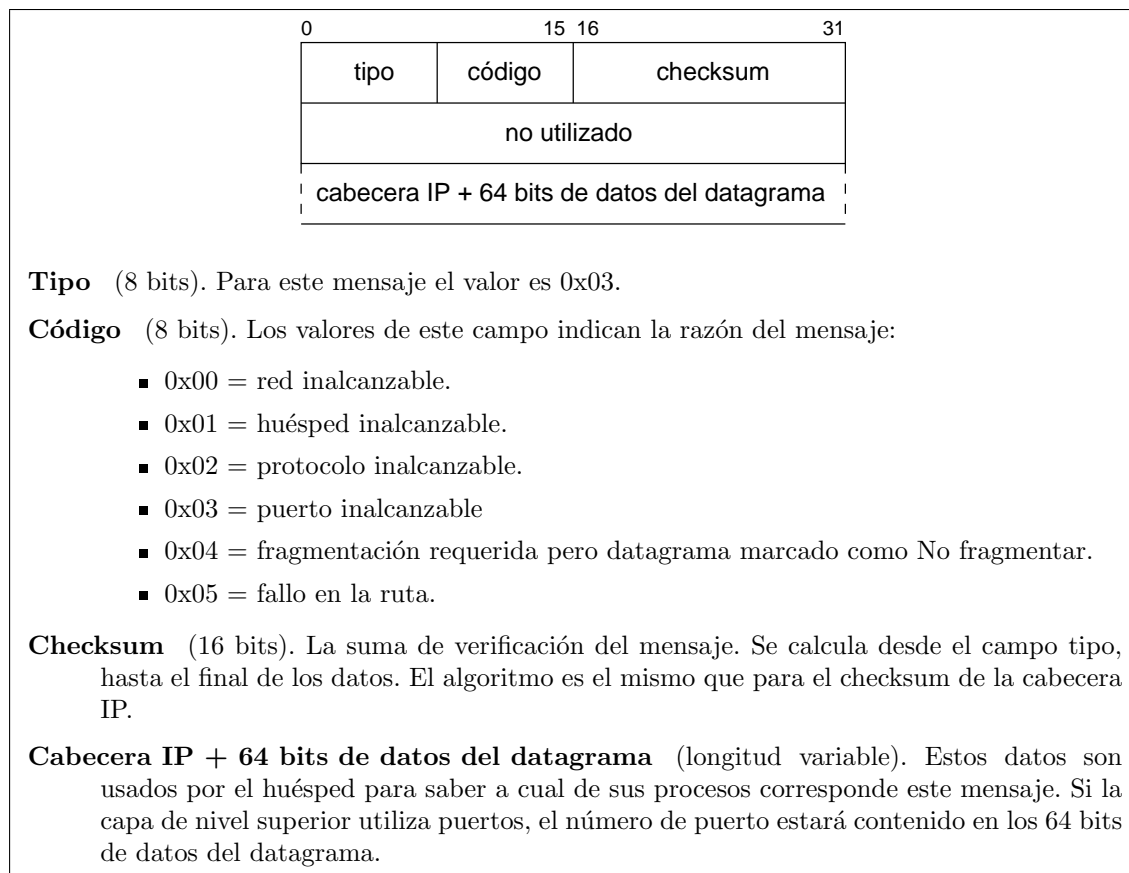 0 15 16 31
tipo código checksum
no utilizado
cabecera IP + 64 bits de datos del datagrama
Tipo (8 bits). Para este mensaje el valor es 0x03.
Código (8 bits). Los valores de este campo indican la razón del mensaje:
▪ 0x00 = red inalcanzable.
▪ 0x01 = huésped inalcanzable.
▪ 0x02 = protocolo inalcanzable.
▪ 0x03 = puerto inalcanzable
▪ 0x04 = fragmentación requerida pero datagrama marcado como No fragmentar.
▪ 0x05 = fallo en la ruta.
Checksum (16 bits). La suma de verificación del mensaje. Se calcula desde el campo tipo,
hasta el final de los datos. El algoritmo es el mismo que para el checksum de la cabecera
IP.
Cabecera IP + 64 bits de datos del datagrama (longitud variable). Estos datos son
usados por el huésped para saber a cual de sus procesos corresponde este mensaje. Si la
capa de nivel superior utiliza puertos, el número de puerto estará contenido en los 64 bits
de datos del datagrama.